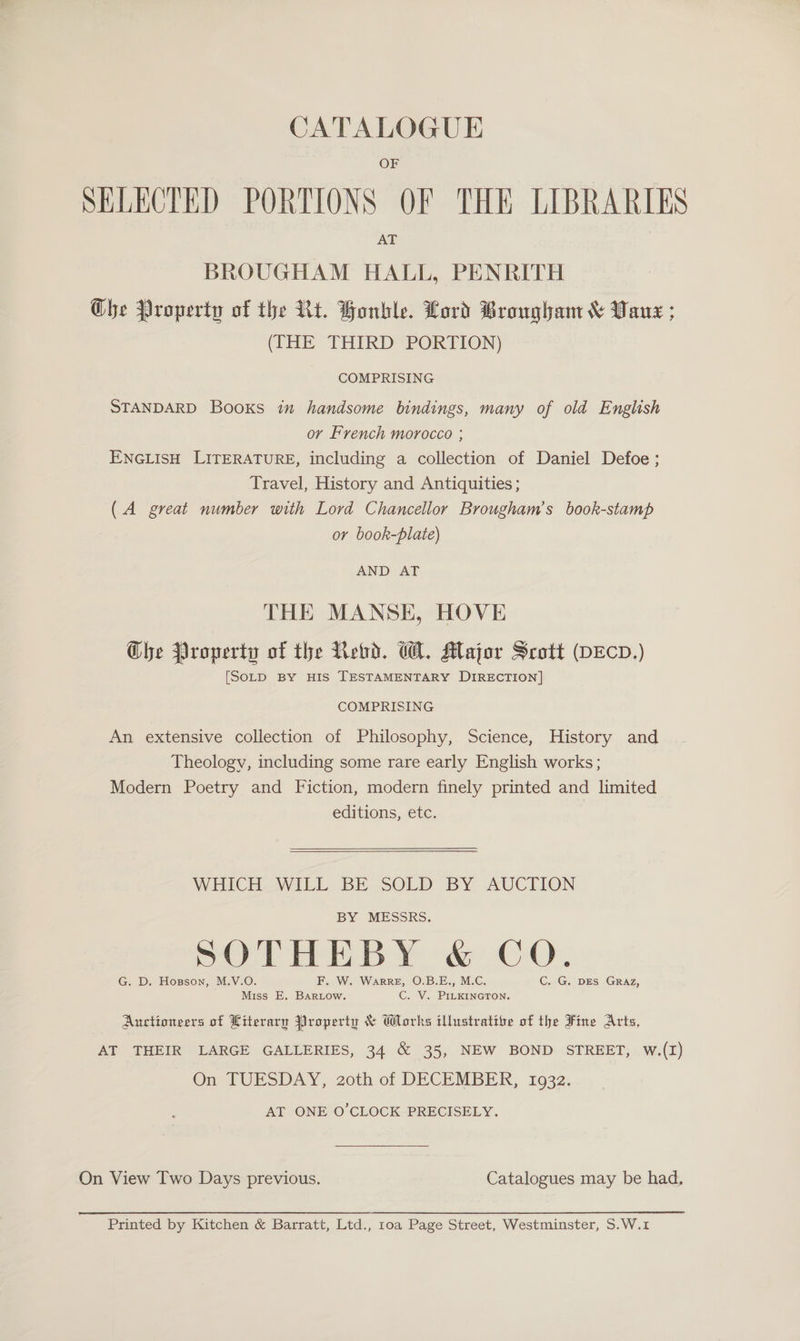 CATALOGUE
OF
SELECTED PORTIONS OF THE LIBRARIES
AT
BROUGHAM HALL, PENRITH
The Property of the Rt. Honble. Lord Brougham & Vaux;
(THE THIRD PORTION)
COMPRISING
STANDARD BOOKS in handsome bindings, many of old English
or French morocco ;
ENGLISH LITERATURE, including a collection of Daniel Defoe;
Travel, History and Antiquities;
(A great number with Lord Chancellor Brougham's book-stamp
or book-plate)
AND AT
THE MANSE, HOVE
The Property of the Revd. W. Major Scott (DECD.)
[SOLD BY HIS TESTAMENTARY DIRECTION]
COMPRISING
An extensive collection of Philosophy, Science, History and
Theology, including some rare early English works;
Modern Poetry and Fiction, modern finely printed and limited
editions, etc.
WHICH WILL BE SOLD BY AUCTION
BY MESSRS.
SOTHEBY & CO.
G. D. HOBSON, M.V.O. F. W. WARRE, O.B.E., M.C. C. G. DES GRAZ,
MISS E. BARLOW. C. V. PILKINGTON.
Auctioneers of Literary Property & Works illustrative of the Fine Arts,
AT THEIR LARGE GALLERIES, 34 & 35, NEW BOND STREET, W.(1)
On TUESDAY, 20th of DECEMBER, 1932.
AT ONE O'CLOCK PRECISELY.
On View Two Days previous. Catalogues may be had.
Printed by Kitchen & Barratt, Ltd., 10a Page Street, Westminster, S.W.1